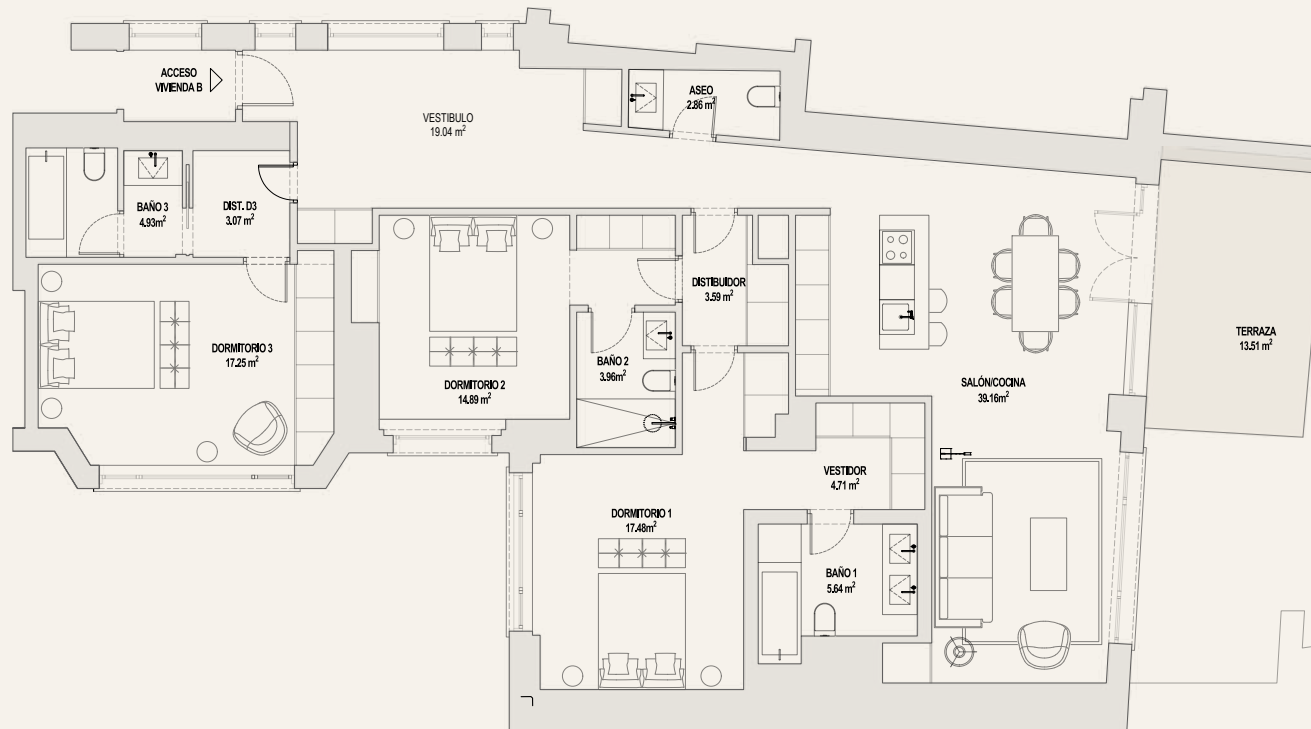 ACCESO
VIVIENDA B
VESTIBULO
19.04 m²
ASEO
2.86 m²
BAÑO 3
4.93m²
DIST. D3
3.07 m²
DISTIBUIDOR
3.59 m²
TERRAZA
13.51 m²
DORMITORIO 3
17.25 m²
BAÑO 2
3.96m²
DORMITORIO 2
14.89 m²
SALÓN/COCINA
39.16m²
VESTIDOR
4.71 m²
DORMITORIO 1
17.48m²
BAÑO 1
5.64 m²